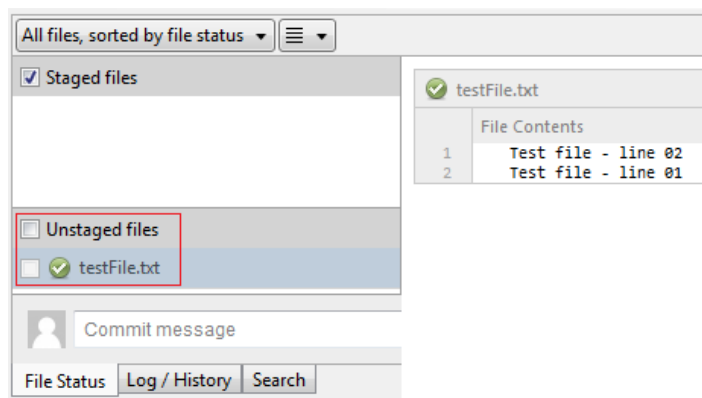 All files, sorted by file status
Staged files
Unstaged files
testFile.txt
Commit message
File Status Log / History Search
testFile.txt
File Contents
1 Test file - line 02
2 Test file - line 01